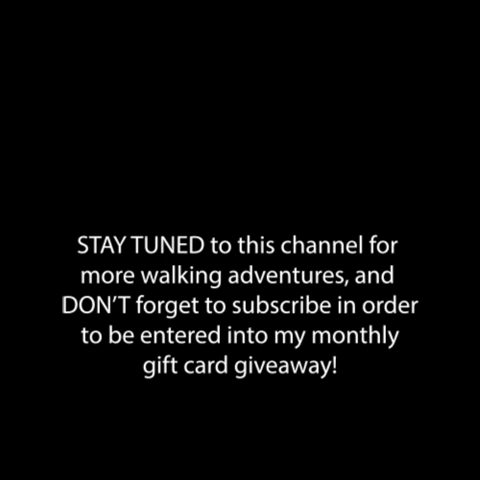 STAY TUNED to this channel for
more walking adventures, and
DON’T forget to subscribe in order
to be entered into my monthly
gift card giveaway!